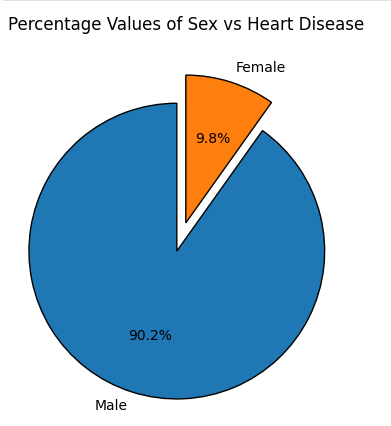 Percentage Values of Sex vs Heart Disease
Female
9.8%
90.2%
Male